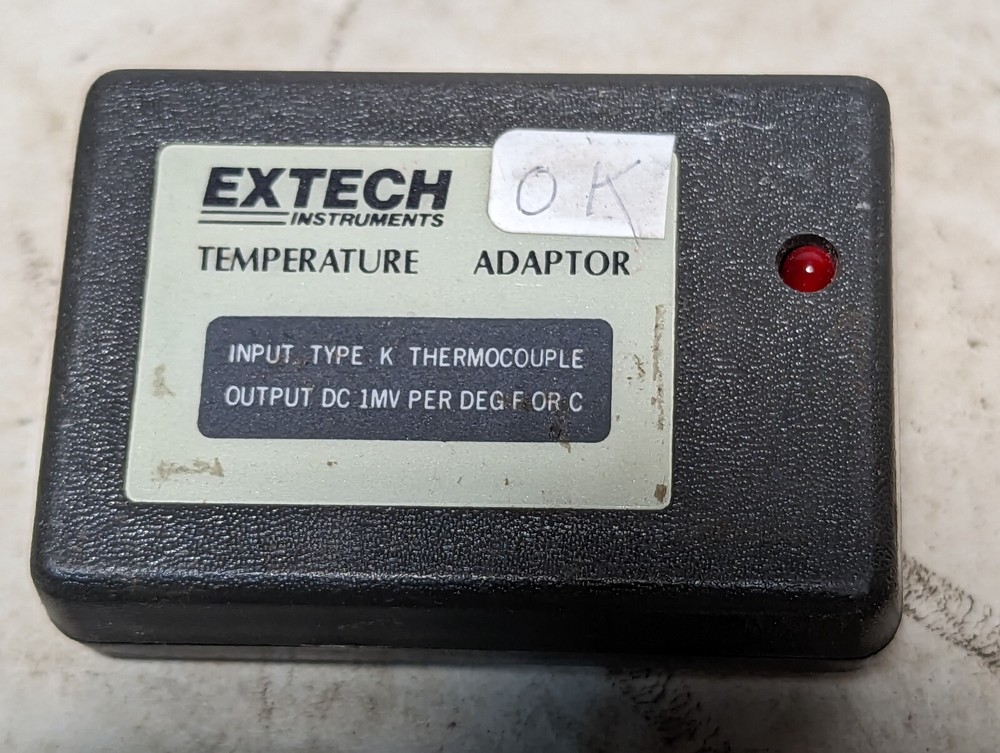 EXTECH
INSTRUMENTS
OK
TEMPERATURE ADAPTOR
INPUT TYPE K THERMOCOUPLE
OUTPUT DC 1MV PER DEG F OR C